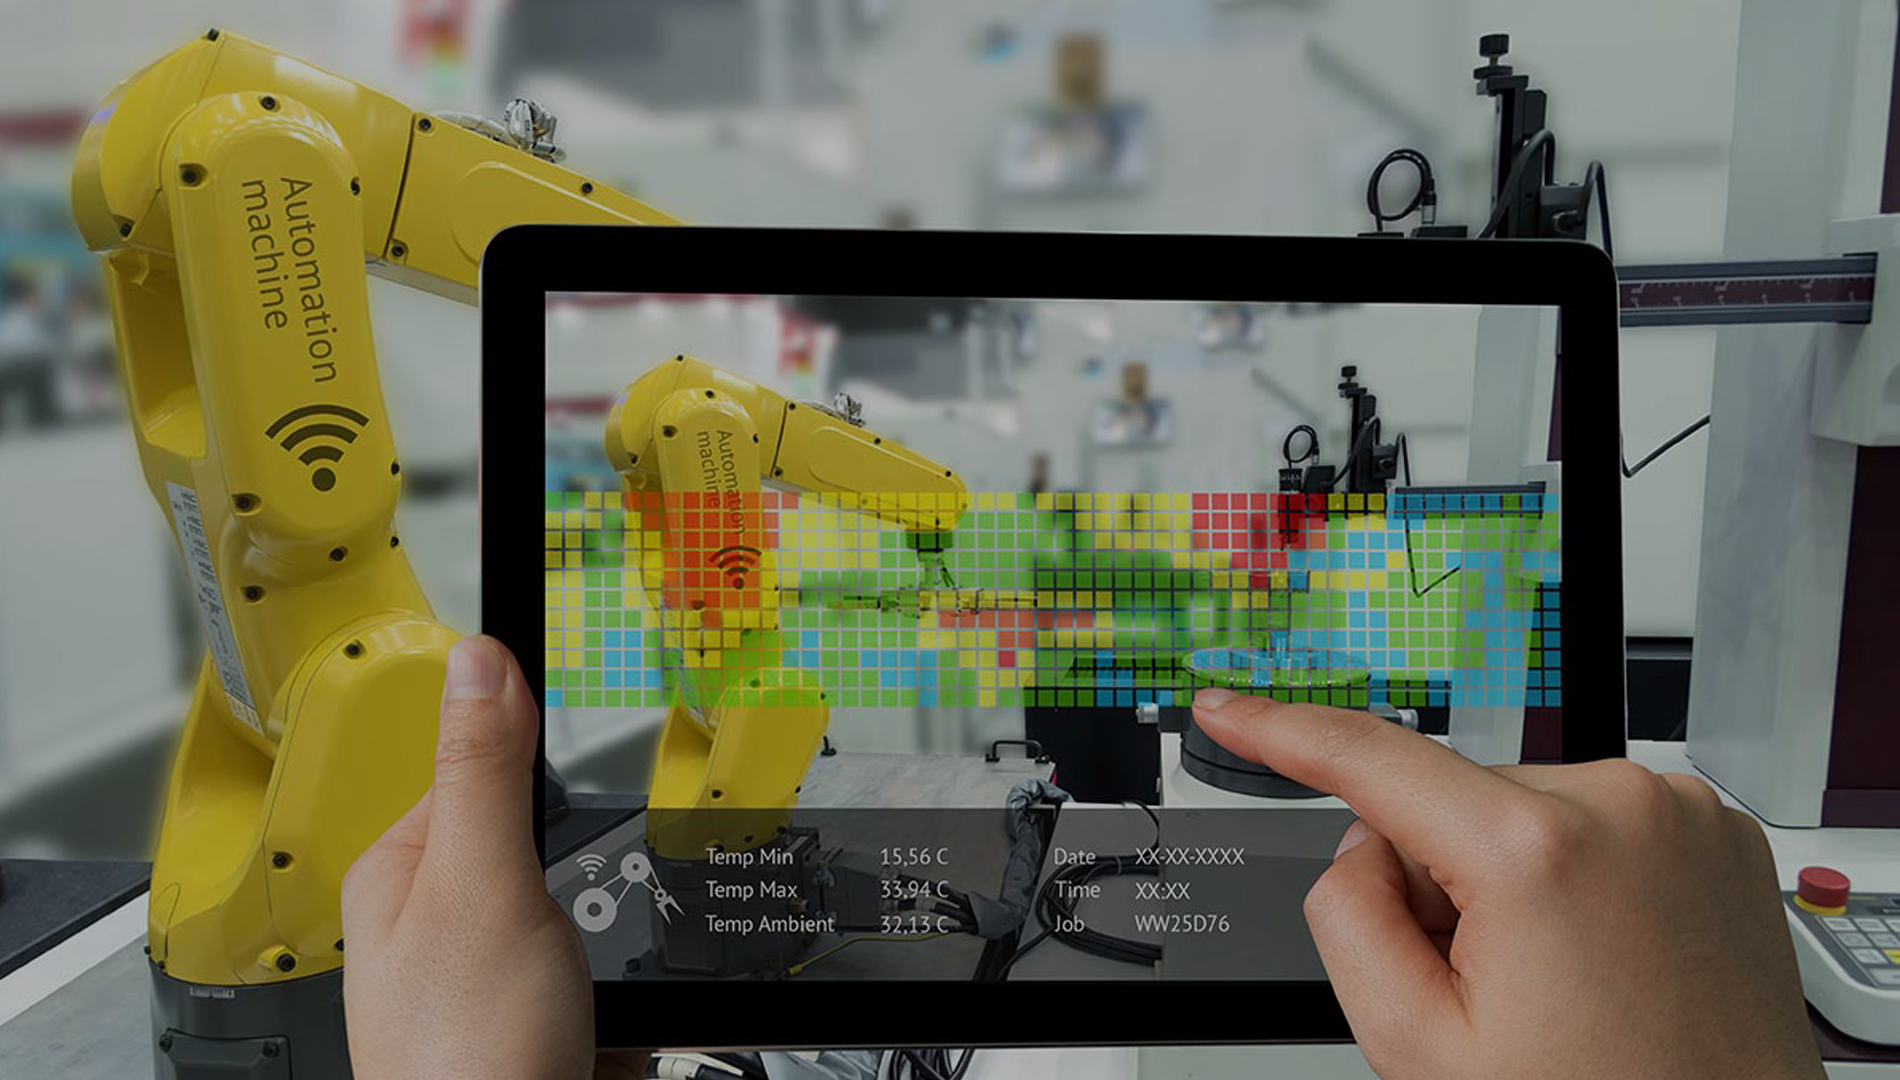 Automation
machine
Automation
machine
Temp Min 15,56 C
Temp Max 33,94 C
Temp Ambient 32,13 C
Date XX-XX-XXXX
Time XX:XX
Job WW25D76